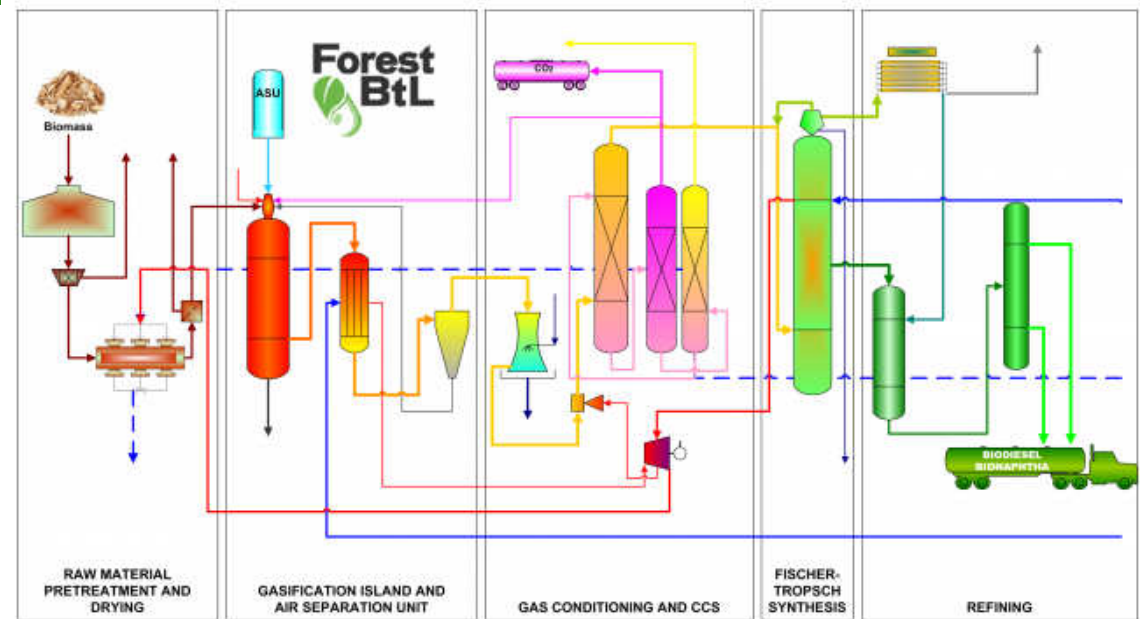 Forest
BtL
Biomass
ASU
CO₂
BIODIESEL
BIONAPHTHA
RAW MATERIAL
PRETREATMENT AND
DRYING
GASIFICATION ISLAND AND
AIR SEPARATION UNIT
GAS CONDITIONING AND CCS
FISCHER-
TROPSCH
SYNTHESIS
REFINING